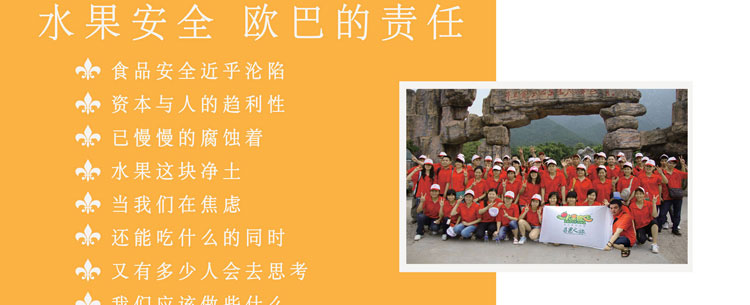 水果安全 欧巴的责任
食品安全近乎沦陷
资本与人的趋利性
已慢慢的腐蚀着
水果这块净土
当我们在焦虑
还能吃什么的同时
又有多少人会去思考
我们应该做些什么